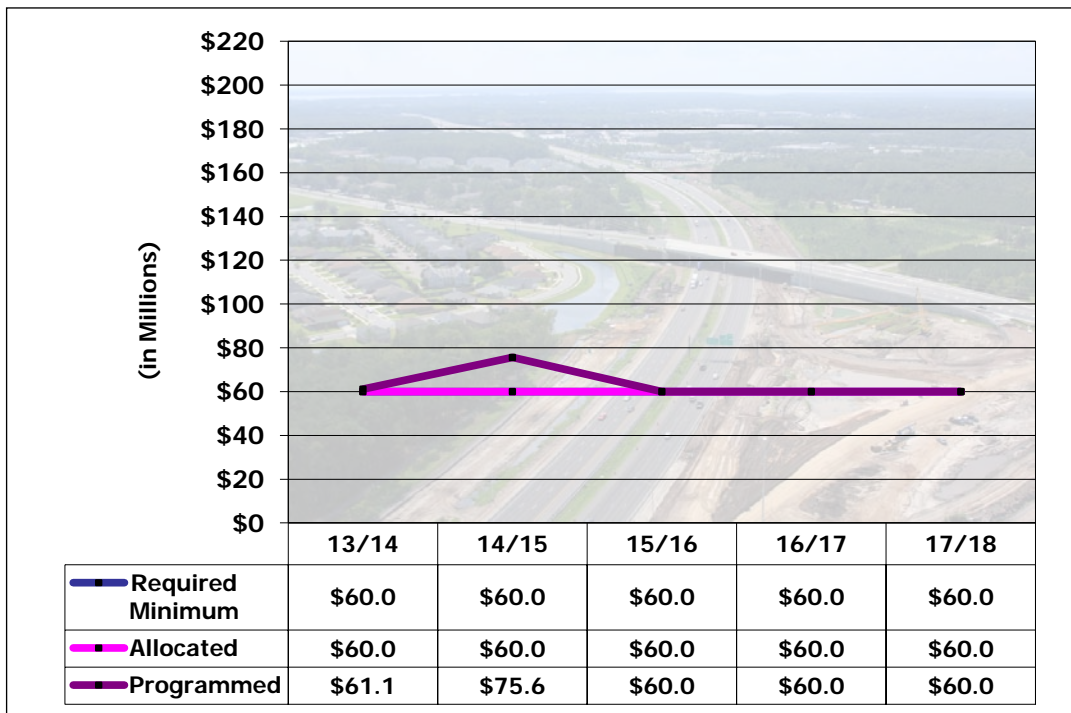 $220
$200
$180
$160
$140
$120
$100
$80
$60
$40
$20
$0
(in Millions)
13/14 14/15 15/16 16/17 17/18
Required Minimum $60.0 $60.0 $60.0 $60.0 $60.0
Allocated $60.0 $60.0 $60.0 $60.0 $60.0
Programmed $61.1 $75.6 $60.0 $60.0 $60.0